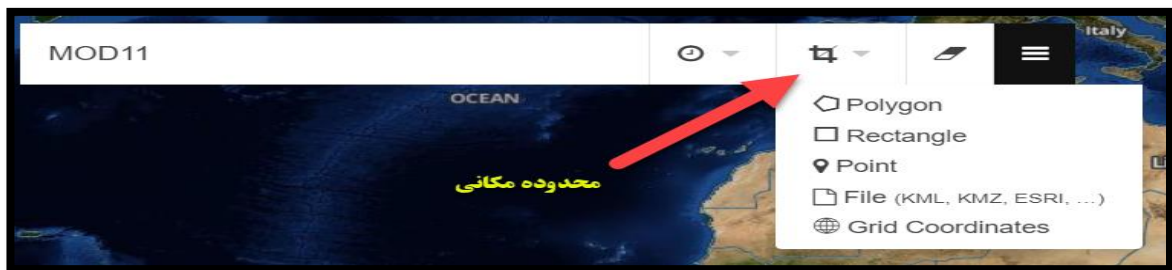 Italy
MOD11
OCEAN
Polygon
Rectangle
Point
محدوده مکانی
File (KML, KMZ, ESRI, ...)
Grid Coordinates